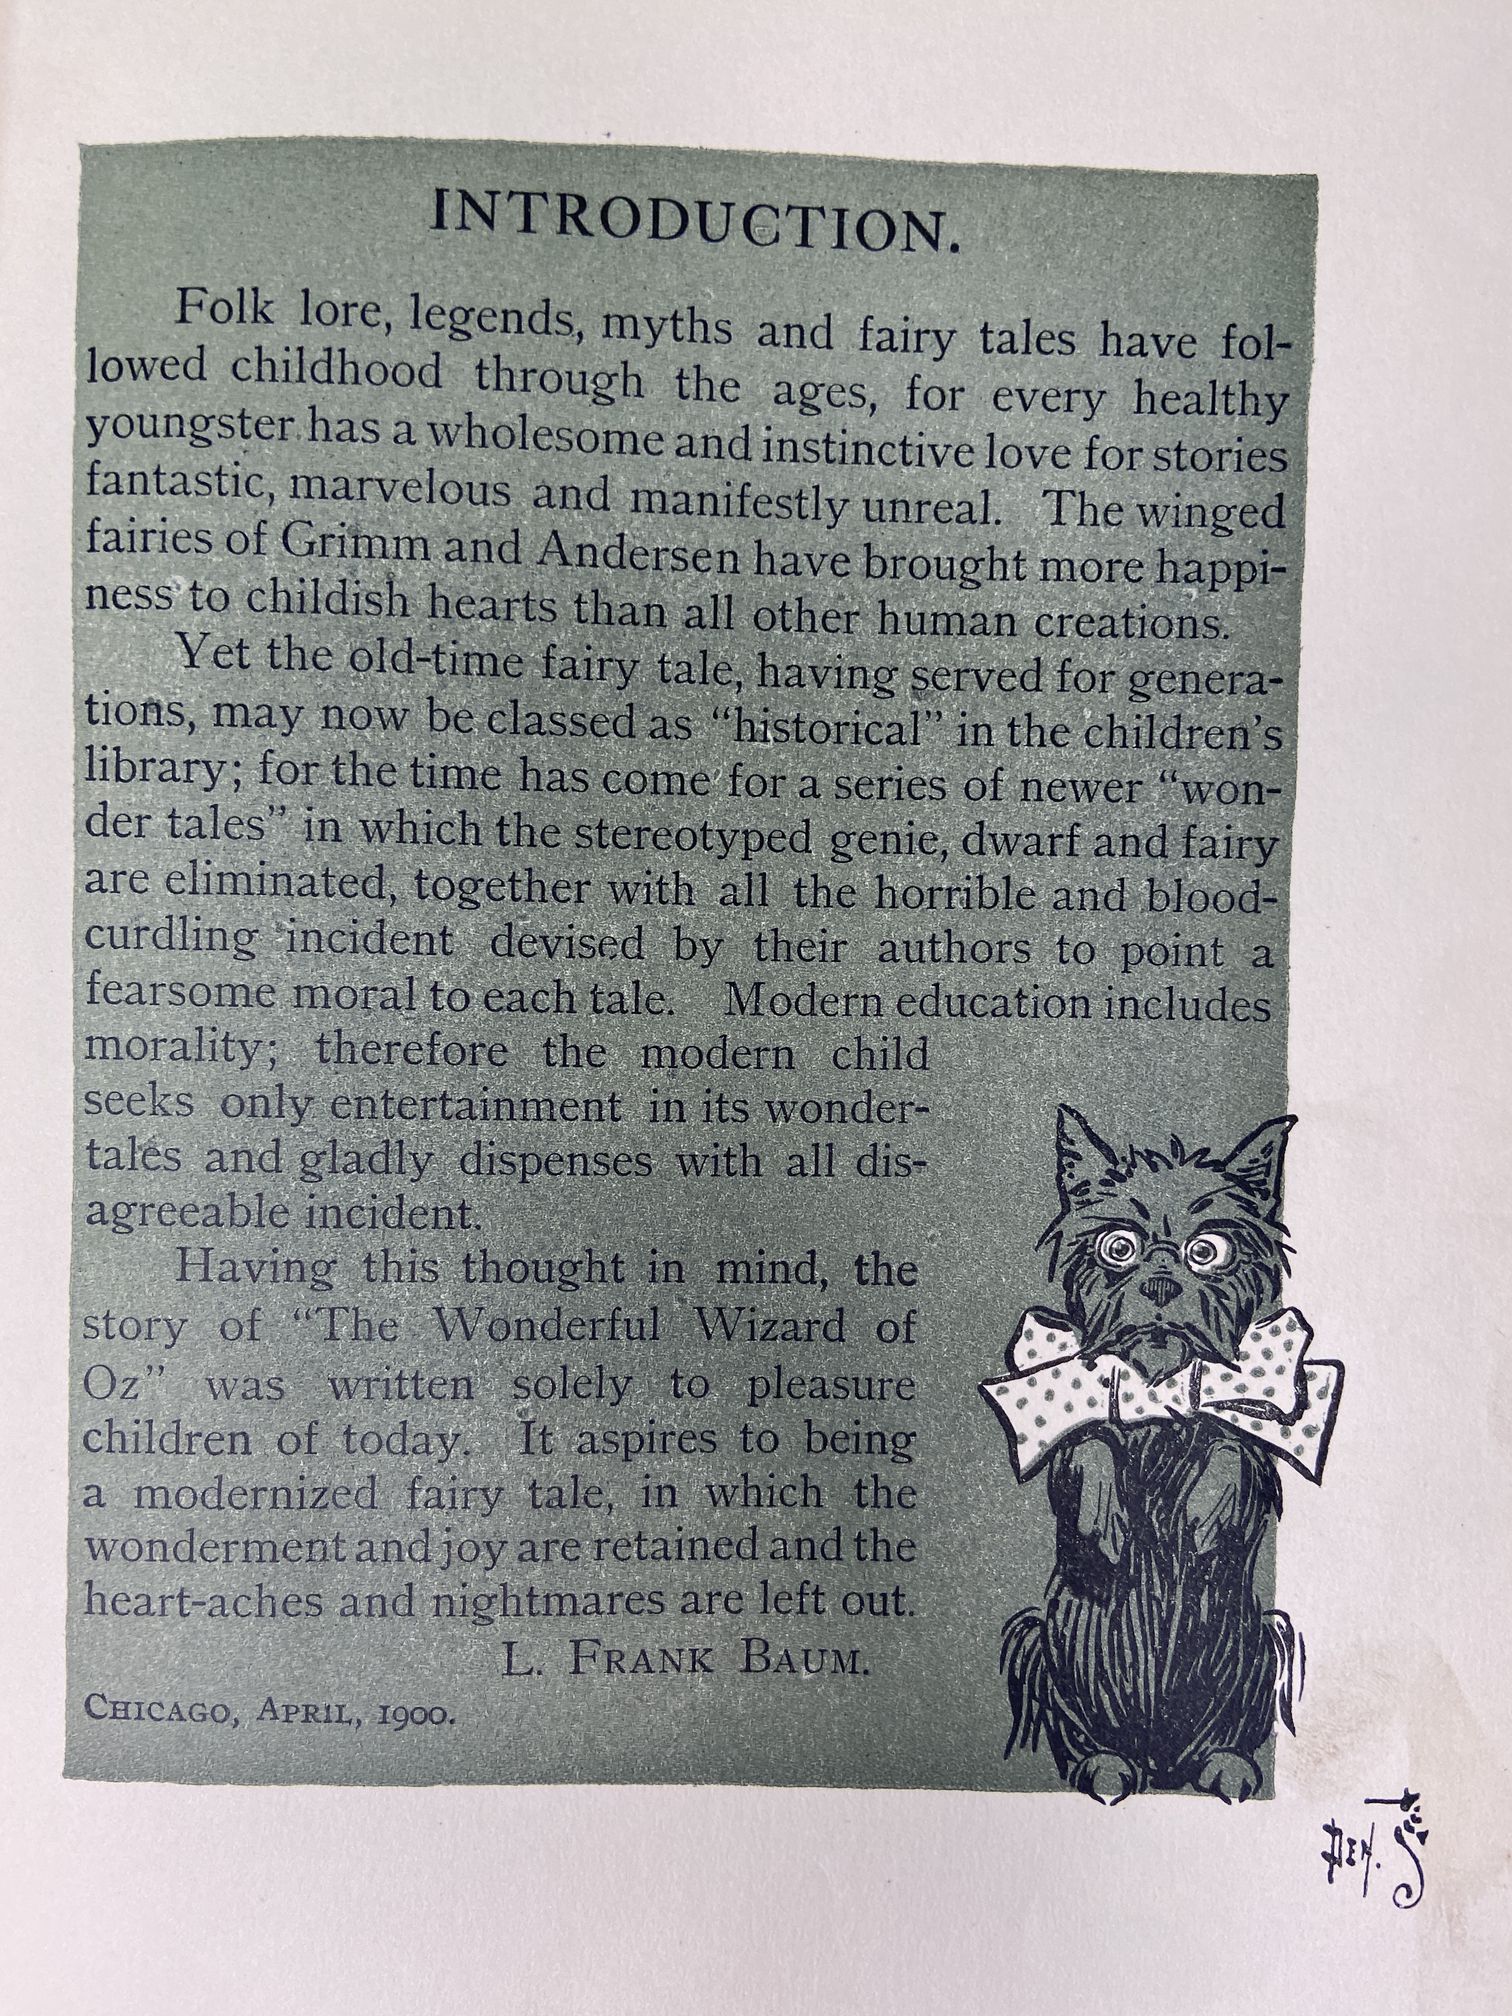 INTRODUCTION.
Folk lore, legends, myths and fairy tales have fol-
lowed childhood through the ages, for every healthy
youngster has a wholesome and instinctive love for stories
fantastic, marvelous and manifestly unreal. The winged
fairies of Grimm and Andersen have brought more happi-
ness to childish hearts than all other human creations.
Yet the old-time fairy tale, having served for genera-
tions, may now be classed as “historical” in the children’s
library; for the time has come for a series of newer “won-
der tales” in which the stereotyped genie, dwarf and fairy
are eliminated, together with all the horrible and blood-
curdling incident devised by their authors to point a
fearsome moral to each tale. Modern education includes
morality; therefore the modern child
seeks only entertainment in its wonder-
tales and gladly dispenses with all dis-
agreeable incident.
Having this thought in mind, the
story of “The Wonderful Wizard of
Oz” was written solely to pleasure
children of today. It aspires to being
a modernized fairy tale, in which the
wonderment and joy are retained and the
heart-aches and nightmares are left out.
L. FRANK BAUM.
CHICAGO, APRIL, 1900.
DEN.